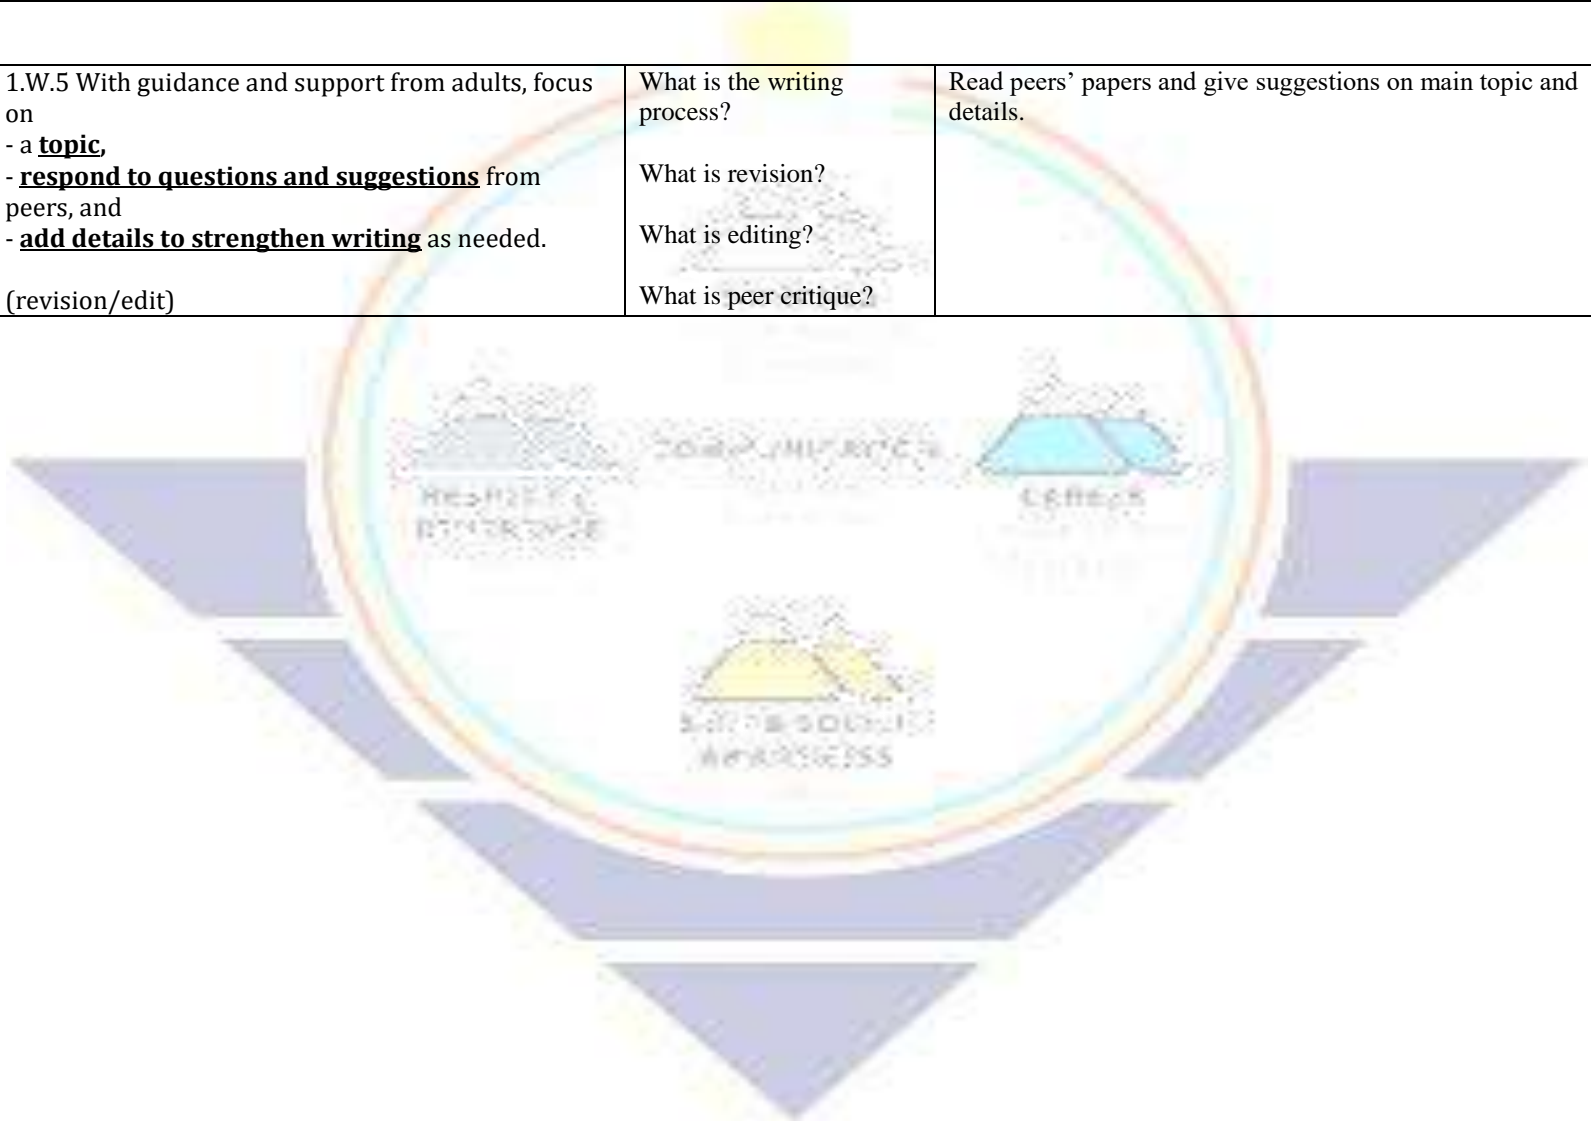 1.W.5 With guidance and support from adults, focus
on
- a topic,
- respond to questions and suggestions from
peers, and
- add details to strengthen writing as needed.
(revision/edit)
What is the writing
process?
What is revision?
What is editing?
What is peer critique?
Read peers’ papers and give suggestions on main topic and
details.